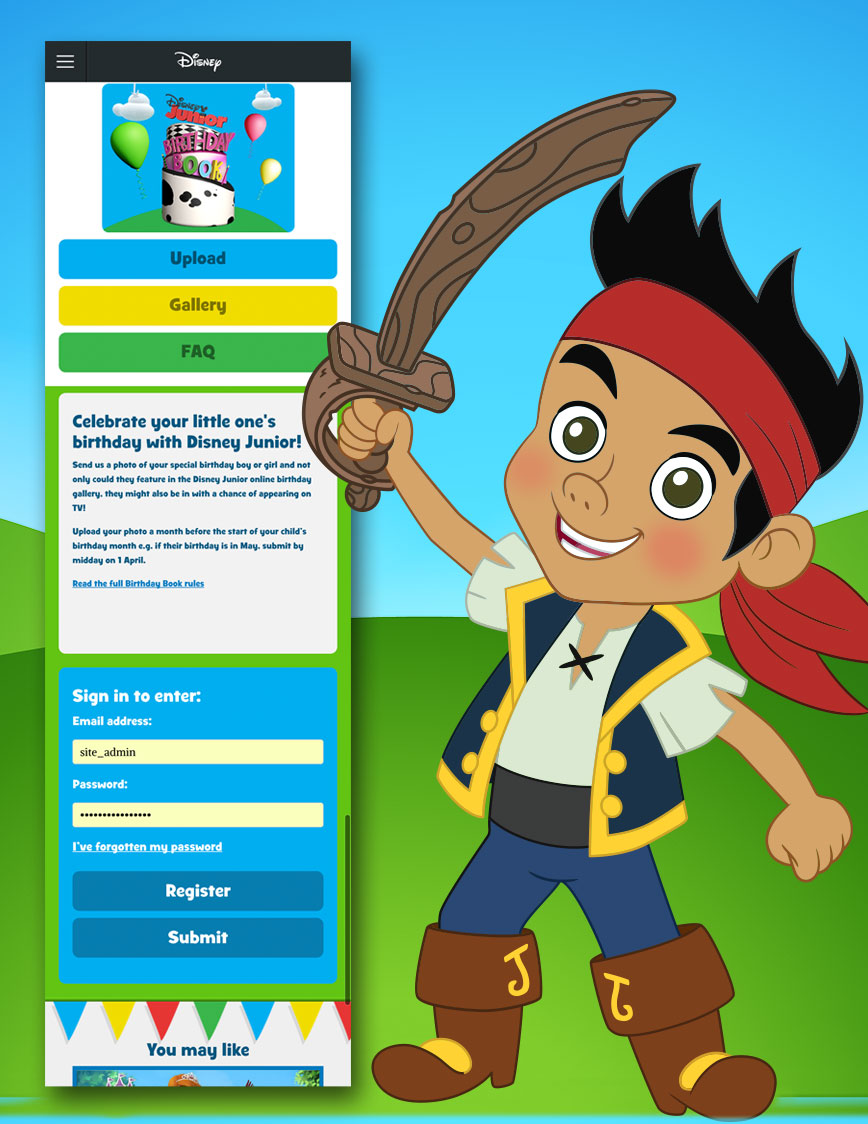 Disney
Disney
Junior
BIRTHDAY
BOOK!
Upload
Gallery
FAQ
Celebrate your little one's
birthday with Disney Junior!
Send us a photo of your special birthday boy or girl and not
only could they feature in the Disney Junior online birthday
gallery, they might also be in with a chance of appearing on
TV!
Upload your photo a month before the start of your child's
birthday month e.g. if their birthday is in May, submit by
midday on 1 April.
Read the full Birthday Book rules
Sign in to enter:
Email address:
site_admin
Password:
••••••••••••••••
I've forgotten my password
Register
Submit
You may like
J J